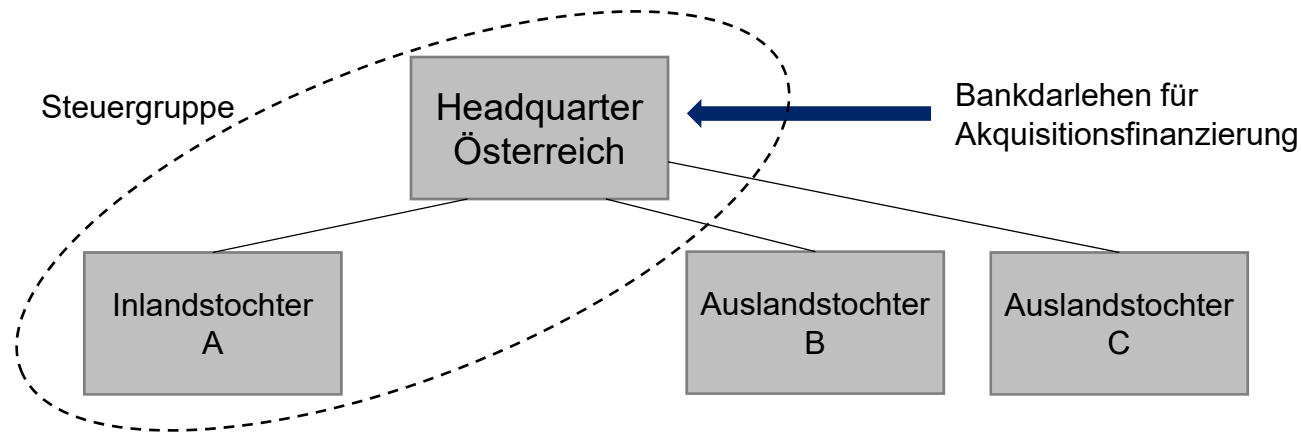 Steuergruppe
Headquarter
Österreich
Bankdarlehen für
Akquisitionsfinanzierung
Inlandstochter
A
Auslandstochter
B
Auslandstochter
C